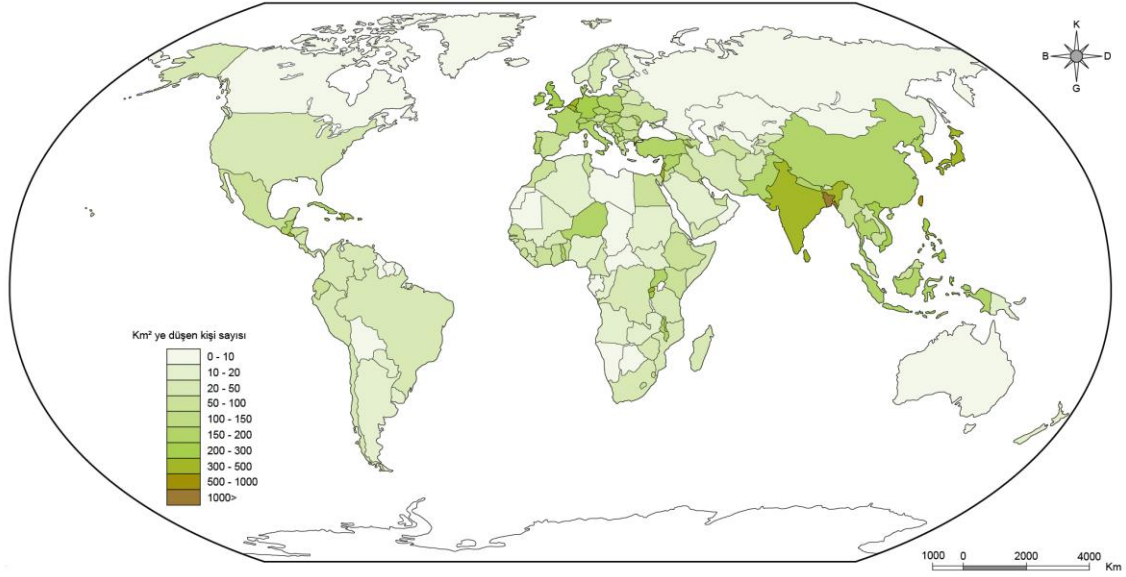 K
B D
G
Km² ye düşen kişi sayısı
0 - 10
10 - 20
20 - 50
50 - 100
100 - 150
150 - 200
200 - 300
300 - 500
500 - 1000
1000>
1000 0 2000 4000
Km